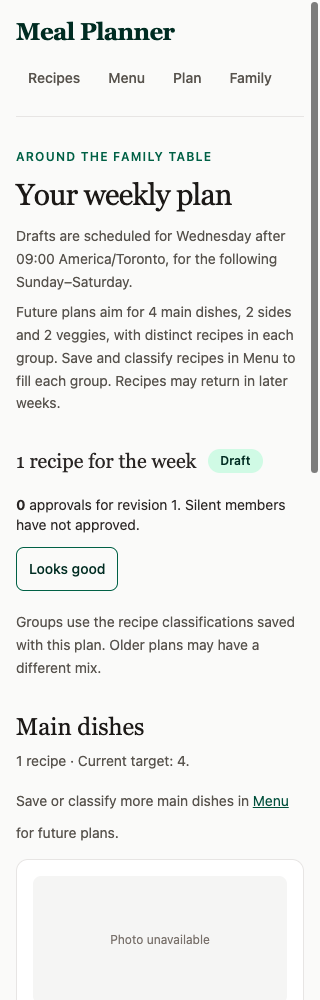 Meal Planner
Recipes Menu Plan Family
AROUND THE FAMILY TABLE
Your weekly plan
Drafts are scheduled for Wednesday after
09:00 America/Toronto, for the following
Sunday–Saturday.
Future plans aim for 4 main dishes, 2 sides
and 2 veggies, with distinct recipes in each
group. Save and classify recipes in Menu to
fill each group. Recipes may return in later
weeks.
1 recipe for the week Draft
0 approvals for revision 1. Silent members
have not approved.
Looks good
Groups use the recipe classifications saved
with this plan. Older plans may have a
different mix.
Main dishes
1 recipe · Current target: 4.
Save or classify more main dishes in Menu
for future plans.
Photo unavailable